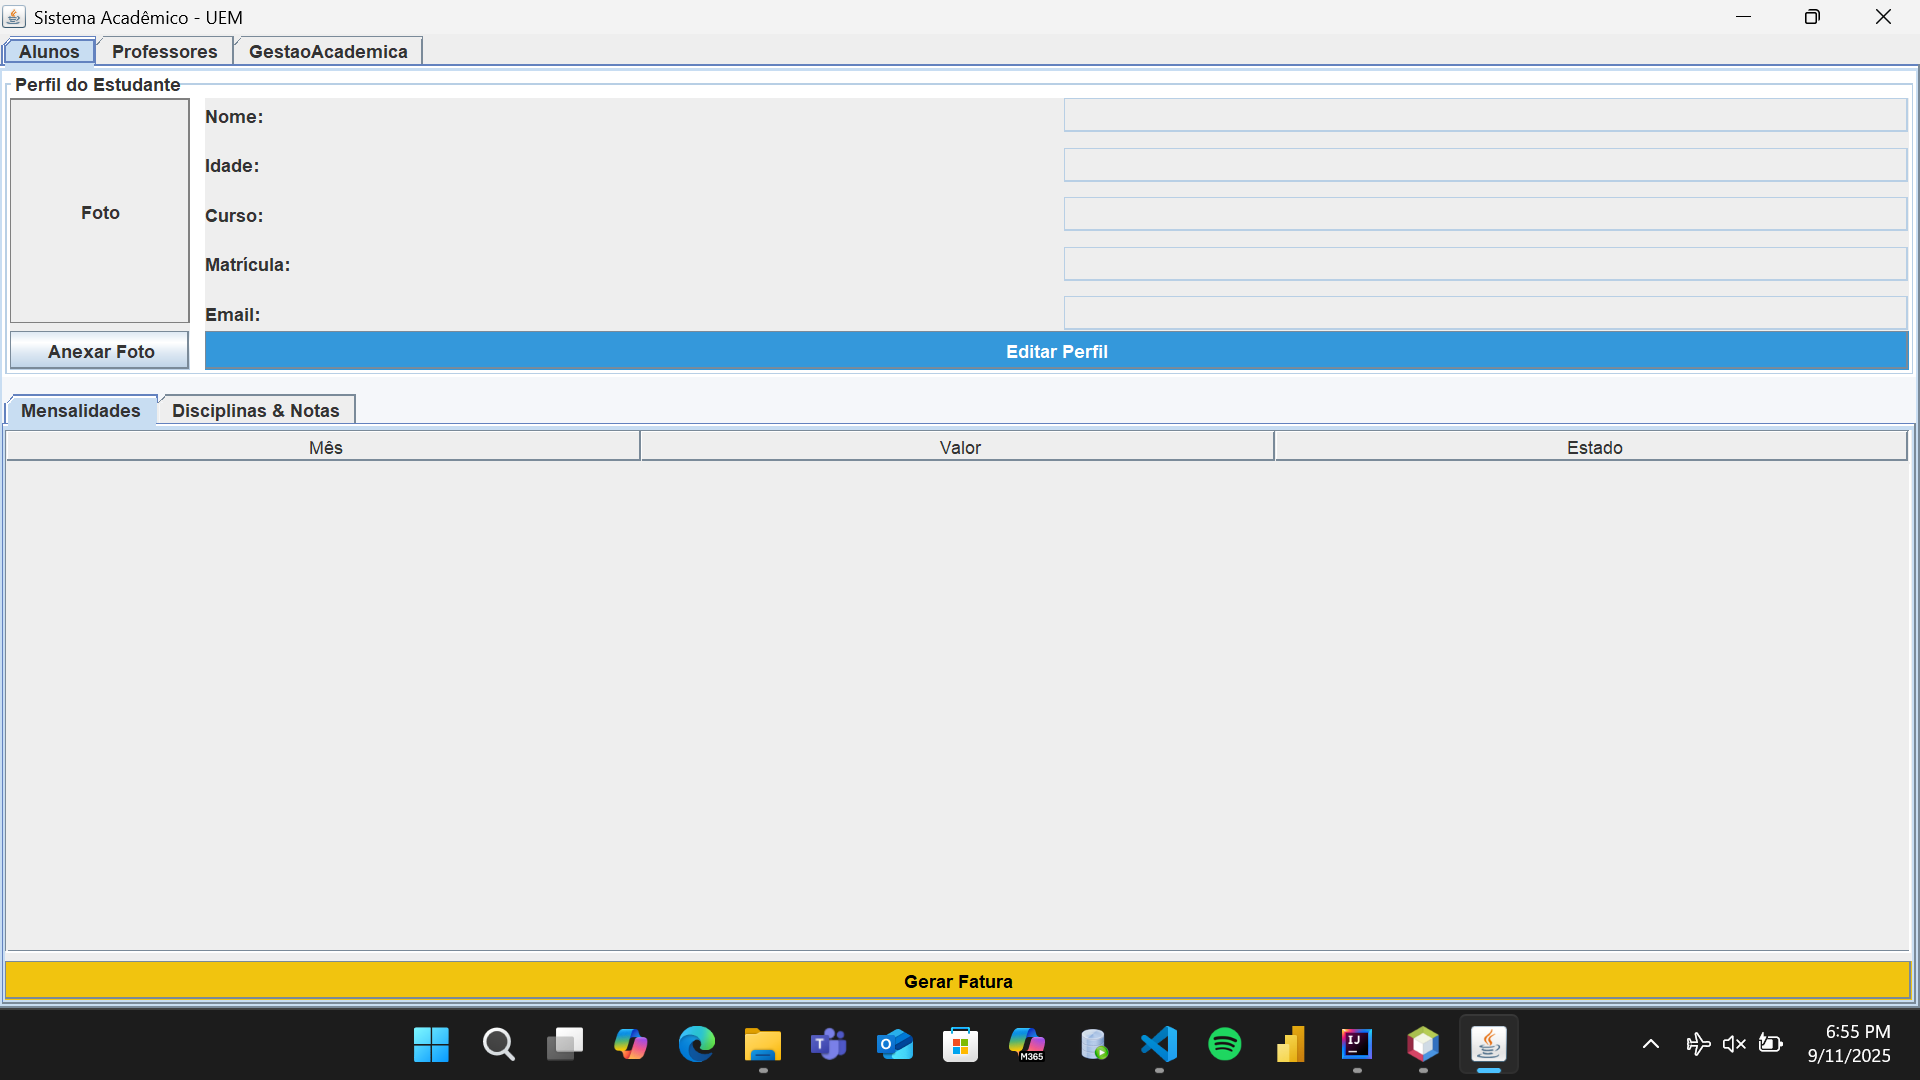 Sistema Acadêmico - UEM
Alunos Professores GestaoAcademica
Perfil do Estudante
Foto
Nome:
Idade:
Curso:
Matrícula:
Email:
Anexar Foto
Editar Perfil
Mensalidades Disciplinas & Notas
Mês Valor Estado
Gerar Fatura
M365
6:55 PM
9/11/2025